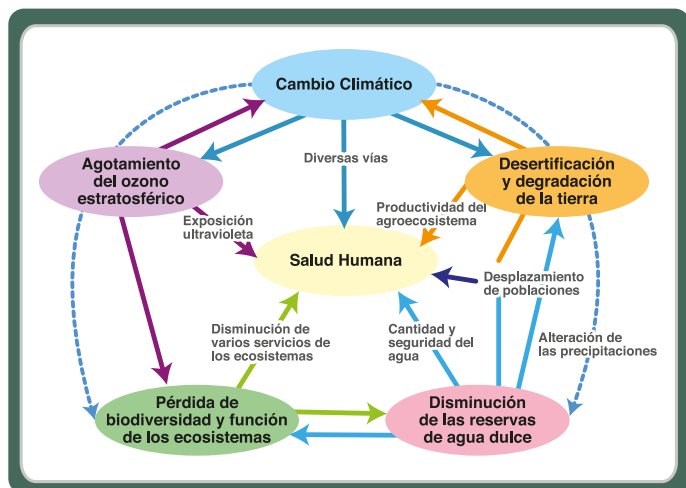 Cambio Climático
Diversas vías
Agotamiento
del ozono
estratosférico
Desertificación
y degradación
de la tierra
Exposición
ultravioleta
Productividad del
agroecosistema
Salud Humana
Desplazamiento
de poblaciones
Disminución de
varios servicios de
los ecosistemas
Cantidad y
seguridad del
agua
Alteración de
las precipitaciones
Pérdida de
biodiversidad y función
de los ecosistemas
Disminución
de las reservas
de agua dulce